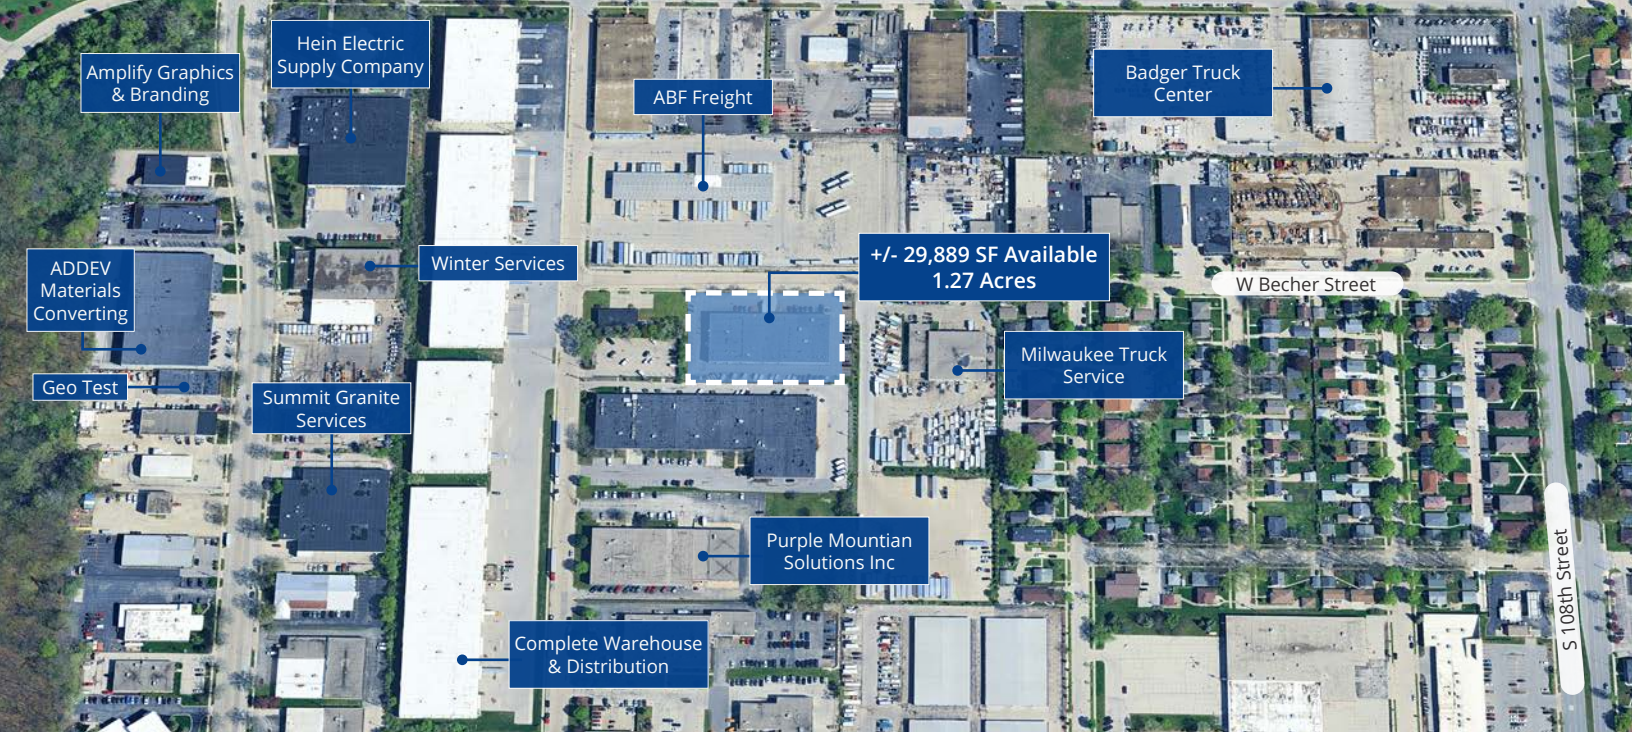 Hein Electric
Supply Company
Amplify Graphics
& Branding
ABF Freight
Badger Truck
Center
ADDEV
Materials
Converting
Winter Services
+/- 29,889 SF Available
1.27 Acres
W Becher Street
Milwaukee Truck
Service
Geo Test
Summit Granite
Services
Purple Mountian
Solutions Inc
S 108th Street
Complete Warehouse
& Distribution